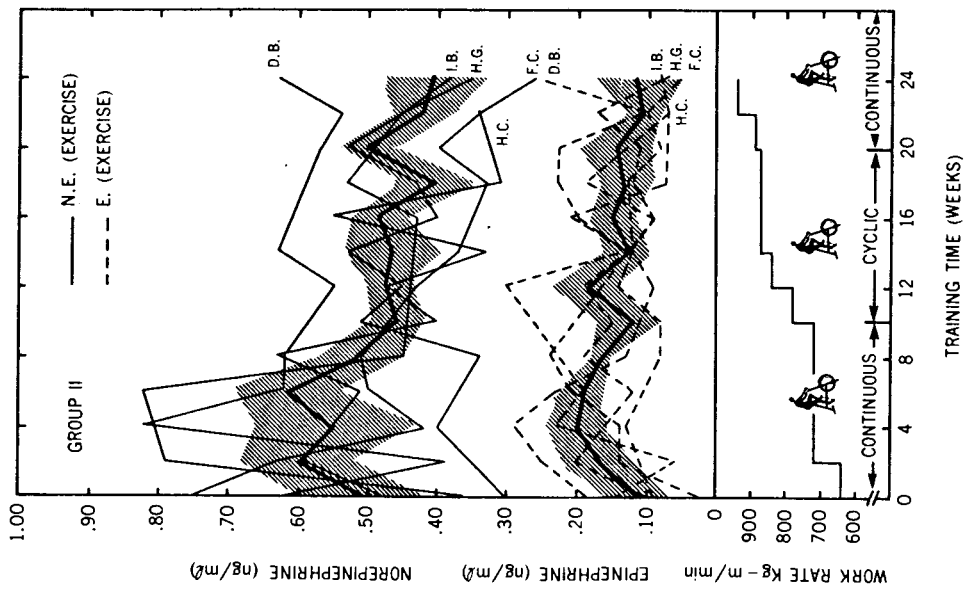 GROUP II
N.E. (EXERCISE)
E. (EXERCISE)
1.00
.90
.80
.70
.60
.50
.40
.30
.20
.10
0
NOREPINEPHRINE (ng/mℓ)
EPINEPHRINE (ng/mℓ)
D.B.
I.B.
H.G.
F.C.
H.C.
D.B.
I.B.
H.G.
F.C.
H.C.
900
800
700
600
WORK RATE Kg-m/min
CONTINUOUS
CYCLIC
CONTINUOUS
0
4
8
12
16
20
24
TRAINING TIME (WEEKS)